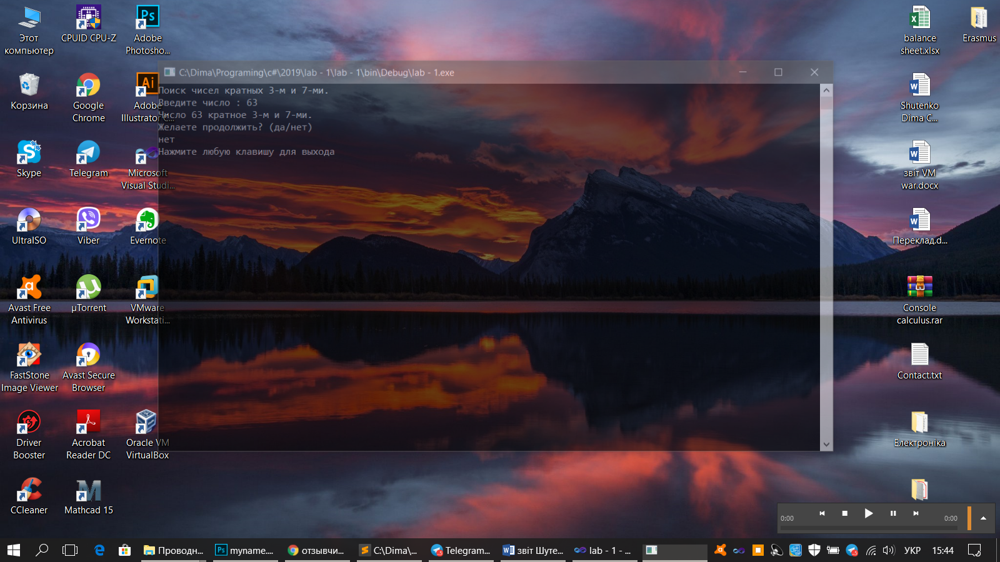 Этот
компьютер
CPUID CPU-Z
Adobe
Photosho...
Корзина
Google
Chrome
Adobe
Illustrator C...
Skype
Telegram
Microsoft
Visual Studi...
UltraISO
Viber
Evernote
Avast Free
Antivirus
µTorrent
VMware
Workstati...
FastStone
Image Viewer
Avast Secure
Browser
Driver
Booster
Acrobat
Reader DC
Oracle VM
VirtualBox
CCleaner
Mathcad 15
C:\Dima\Programing\c#\2019\lab - 1\lab - 1\bin\Debug\lab - 1.exe
Поиск чисел кратных 3-м и 7-ми.
Введите число : 63
Число 63 кратное 3-м и 7-ми.
Желаете продолжить? (да/нет)
нет
Нажмите любую клавишу для выхода
balance
sheet.xlsx
Erasmus
Shutenko
Dima C...
звіт VM
war.docx
Переклад.d...
Console
calculus.rar
Contact.txt
Електроніка
0:00
0:00
Проводн...
myname....
отзывчи...
C:\Dima\...
Telegram...
звіт Шуте...
lab - 1 - ...
УКР
15:44